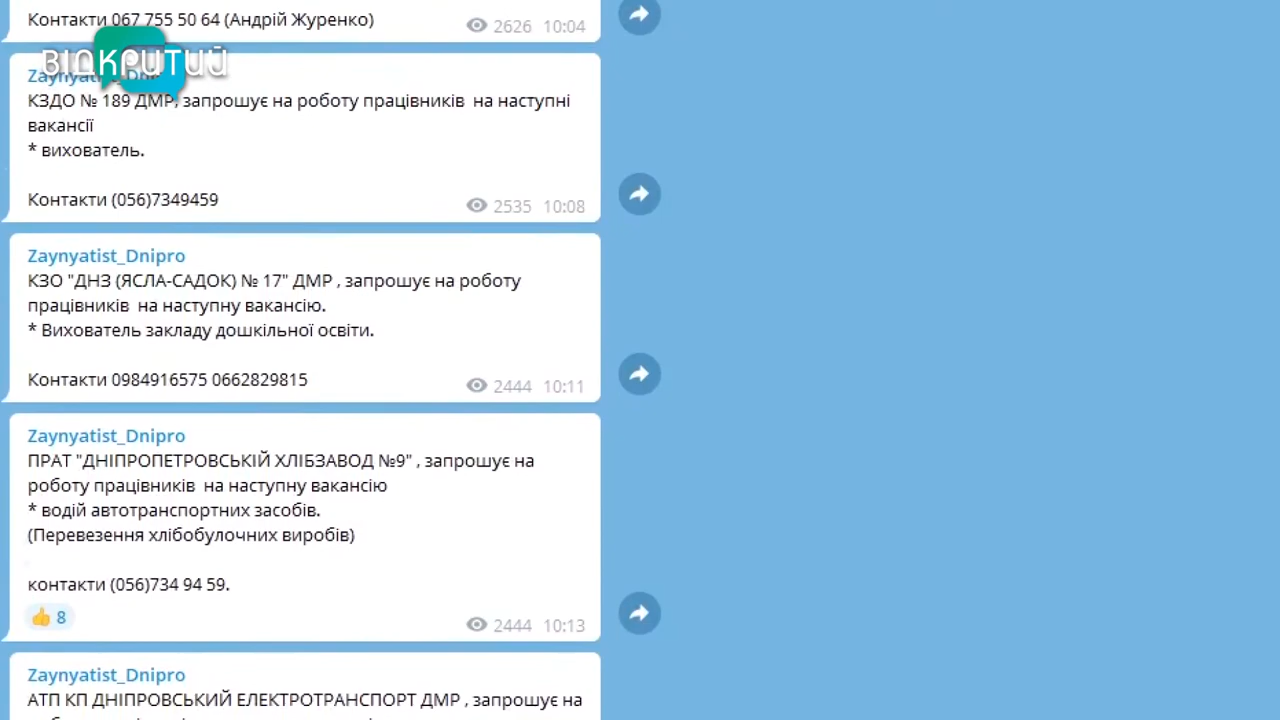 Контакти 067 755 50 64 (Андрій Журенко)
2626 10:04
ВІДКРИТИЙ
КЗДО № 189 ДМР, запрошує на роботу працівників на наступні
вакансії
* вихователь.
Контакти (056)7349459
2535 10:08
Zaynyatist_Dnipro
КЗО "ДНЗ (ЯСЛА-САДОК) № 17" ДМР , запрошує на роботу
працівників на наступну вакансію.
* Вихователь закладу дошкільної освіти.
Контакти 0984916575 0662829815
2444 10:11
Zaynyatist_Dnipro
ПРАТ "ДНІПРОПЕТРОВСЬКІЙ ХЛІБЗАВОД №9" , запрошує на
роботу працівників на наступну вакансію
* водій автотранспортних засобів.
(Перевезення хлібобулочних виробів)
контакти (056)734 94 59.
👍 8
2444 10:13
Zaynyatist_Dnipro
АТП КП ДНІПРОВСЬКИЙ ЕЛЕКТРОТРАНСПОРТ ДМР , запрошує на